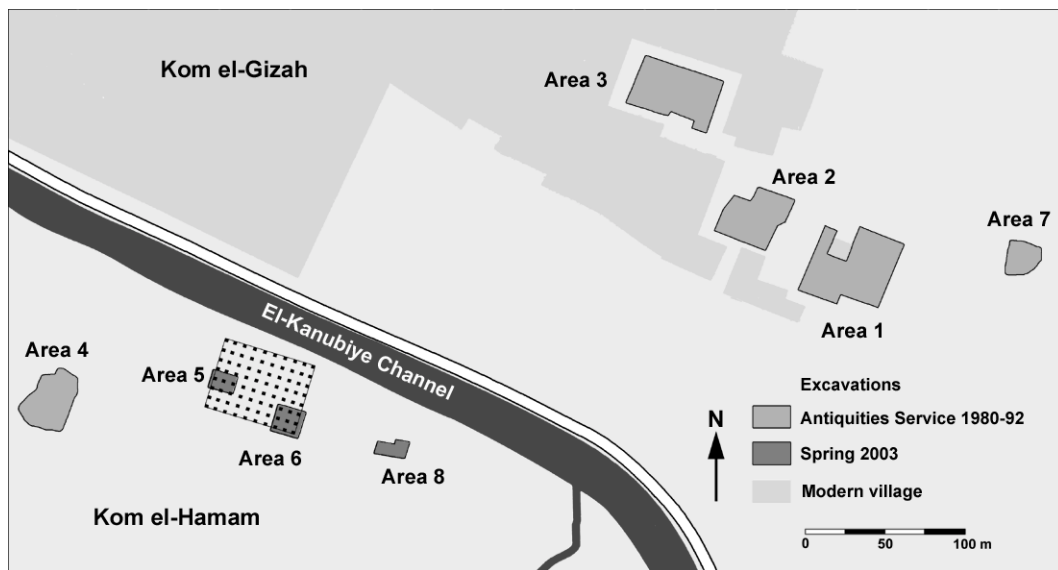 Kom el-Gizah
Area 3
Area 2
Area 7
Area 1
El-Kanubiye Channel
Area 4
Area 5
Area 6
Area 8
Kom el-Hamam
N
Excavations
Antiquities Service 1980-92
Spring 2003
Modern village
0 50 100 m